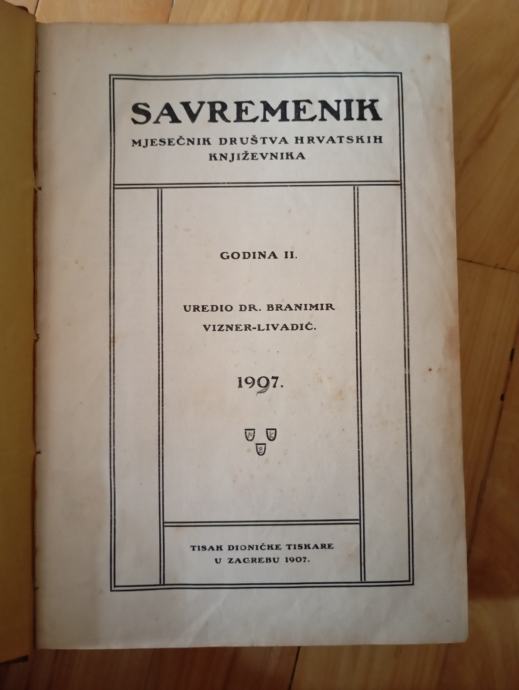 SAVREMENIK
MJESEČNIK DRUŠTVA HRVATSKIH
KNJIŽEVNIKA
GODINA II.
UREDIO DR. BRANIMIR
VIZNER-LIVADIĆ.
1907.
TISAK DIONIČKE TISKARE
U ZAGREBU 1907.